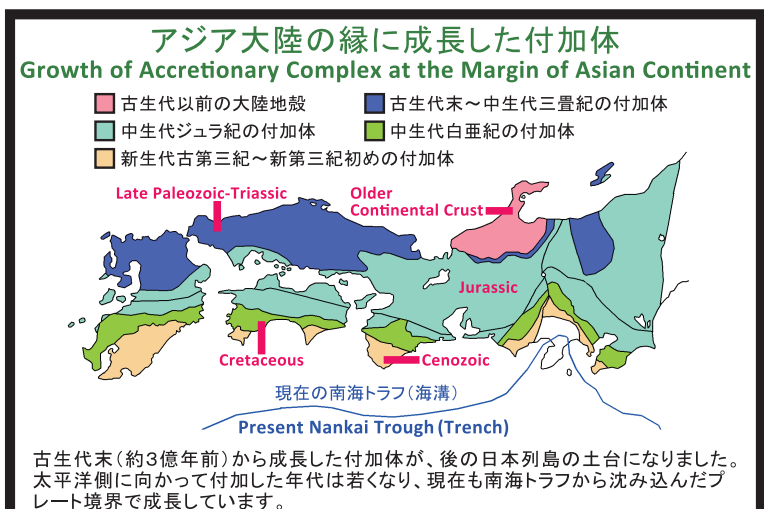 アジア大陸の縁に成長した付加体
Growth of Accretionary Complex at the Margin of Asian Continent
古生代以前の大陸地殻
古生代末～中生代三畳紀の付加体
中生代ジュラ紀の付加体
中生代白亜紀の付加体
新生代古第三紀～新第三紀初めの付加体
Late Paleozoic-Triassic
Older
Continental Crust
Jurassic
Cretaceous
Cenozoic
現在の南海トラフ（海溝）
Present Nankai Trough (Trench)
古生代末（約３億年前）から成長した付加体が、後の日本列島の土台になりました。
太平洋側に向かって付加した年代は若くなり、現在も南海トラフから沈み込んだプ
レート境界で成長しています。